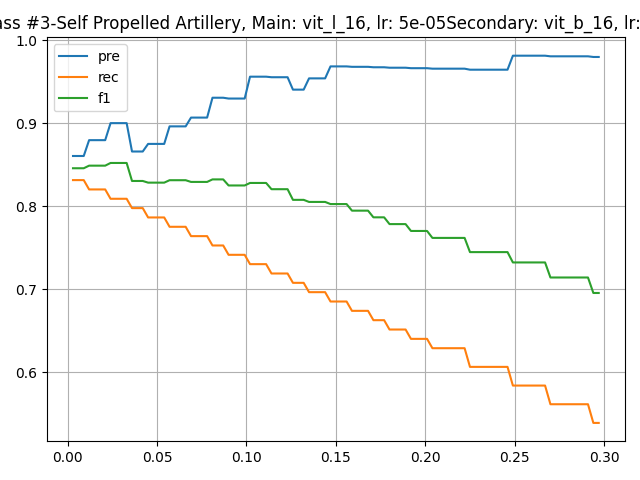 ass #3-Self Propelled Artillery, Main: vit_l_16, lr: 5e-05Secondary: vit_b_16, lr:
1.0
0.9
0.8
0.7
0.6
pre
rec
f1
0.00 0.05 0.10 0.15 0.20 0.25 0.30